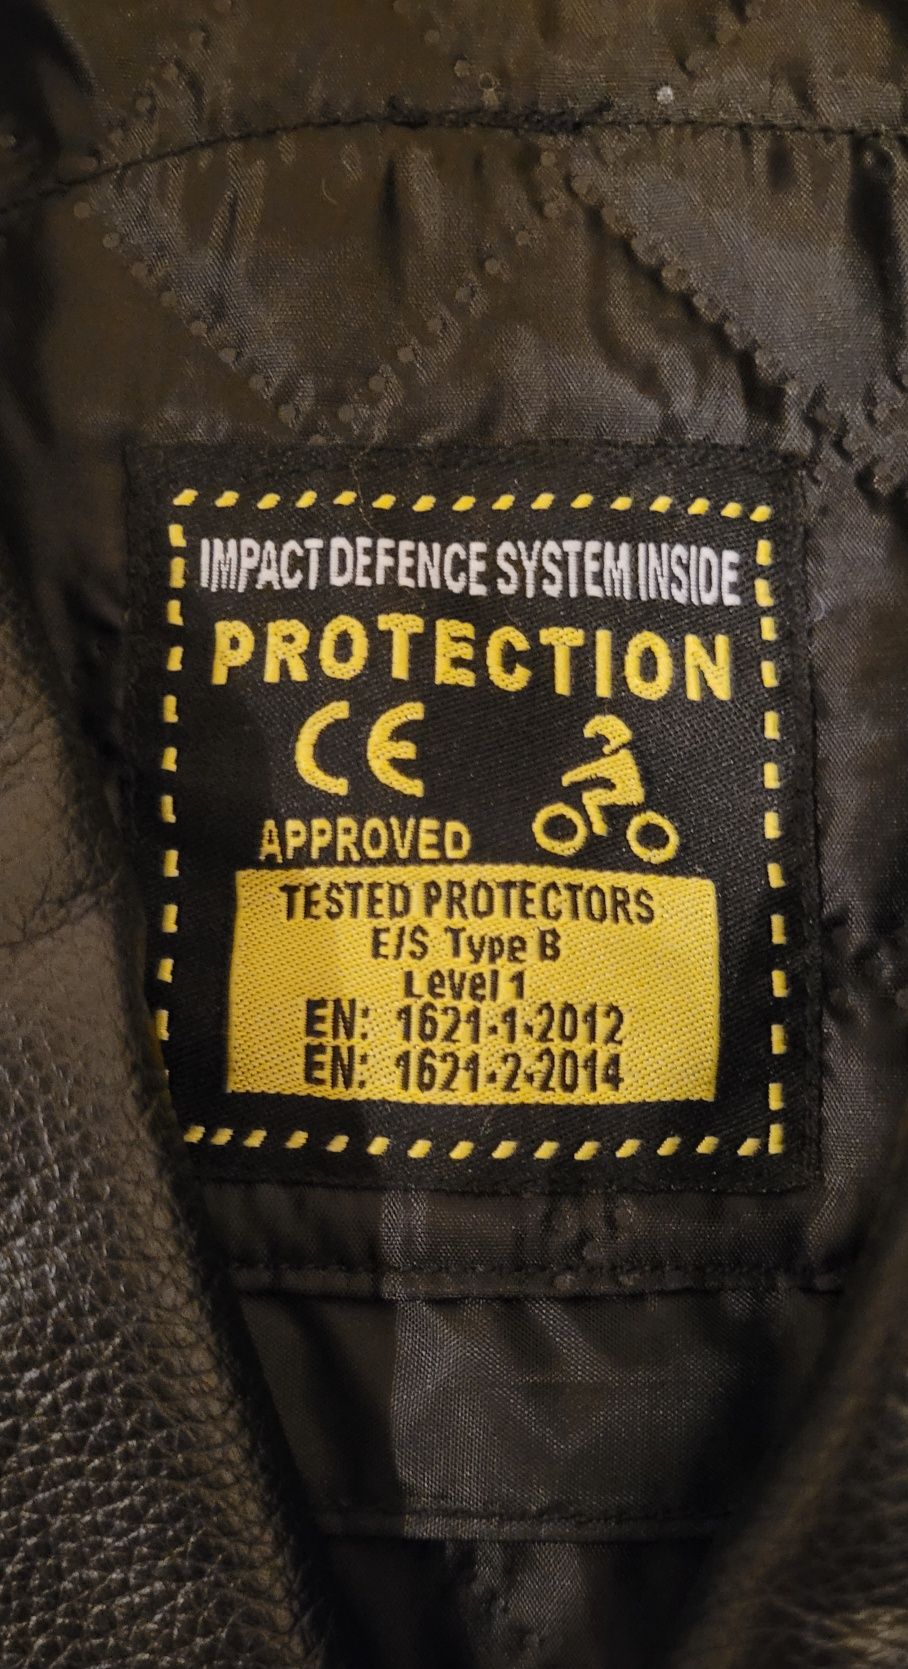 IMPACT DEFENCE SYSTEM INSIDE
PROTECTION
CE
APPROVED
TESTED PROTECTORS
E/S Type B
Level 1
EN: 1621-1-2012
EN: 1621-2-2014